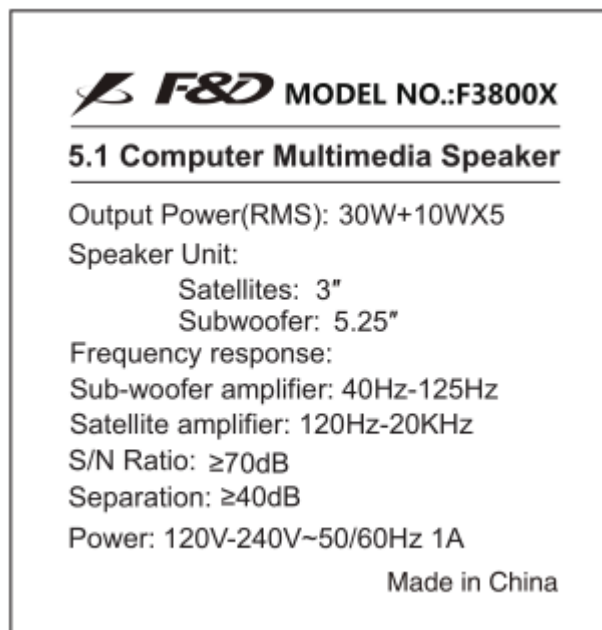 F&D MODEL NO.:F3800X
5.1 Computer Multimedia Speaker
Output Power(RMS): 30W+10WX5
Speaker Unit:
Satellites: 3″
Subwoofer: 5.25″
Frequency response:
Sub-woofer amplifier: 40Hz-125Hz
Satellite amplifier: 120Hz-20KHz
S/N Ratio: ≥70dB
Separation: ≥40dB
Power: 120V-240V~50/60Hz 1A
Made in China